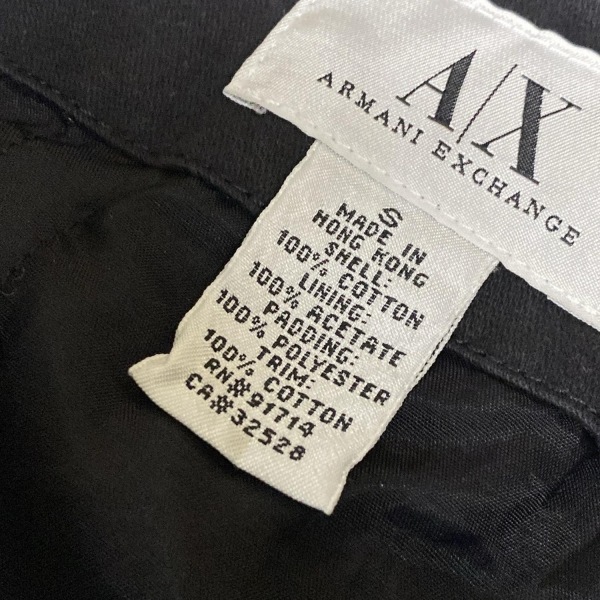 A|X
ARMANI EXCHANGE
S
MADE IN
HONG KONG
SHELL:
100% COTTON
LINING:
100% ACETATE
PADDING:
100% POLYESTER
TRIM:
100% COTTON
RN#91714
CA#32528